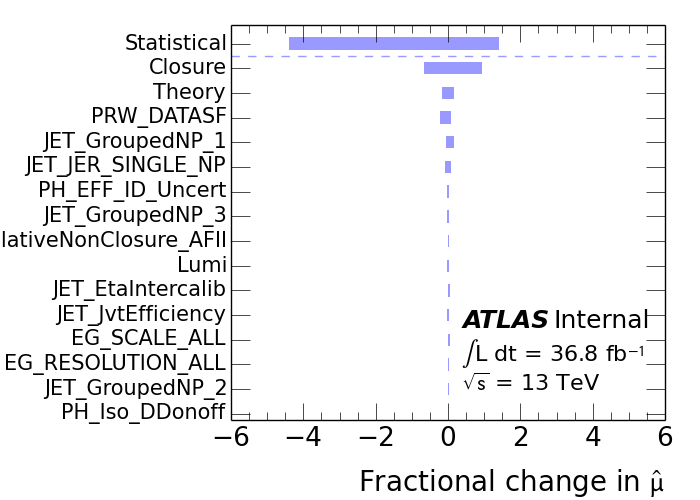 Statistical
Closure
Theory
PRW_DATASF
JET_GroupedNP_1
JET_JER_SINGLE_NP
PH_EFF_ID_Uncert
JET_GroupedNP_3
lativeNonClosure_AFII
Lumi
JET_EtaIntercalib
JET_JvtEfficiency
EG_SCALE_ALL
EG_RESOLUTION_ALL
JET_GroupedNP_2
PH_Iso_DDonoff
ATLAS Internal
∫L dt = 36.8 fb⁻¹
√s = 13 TeV
−6 −4 −2 0 2 4 6
Fractional change in μ̂